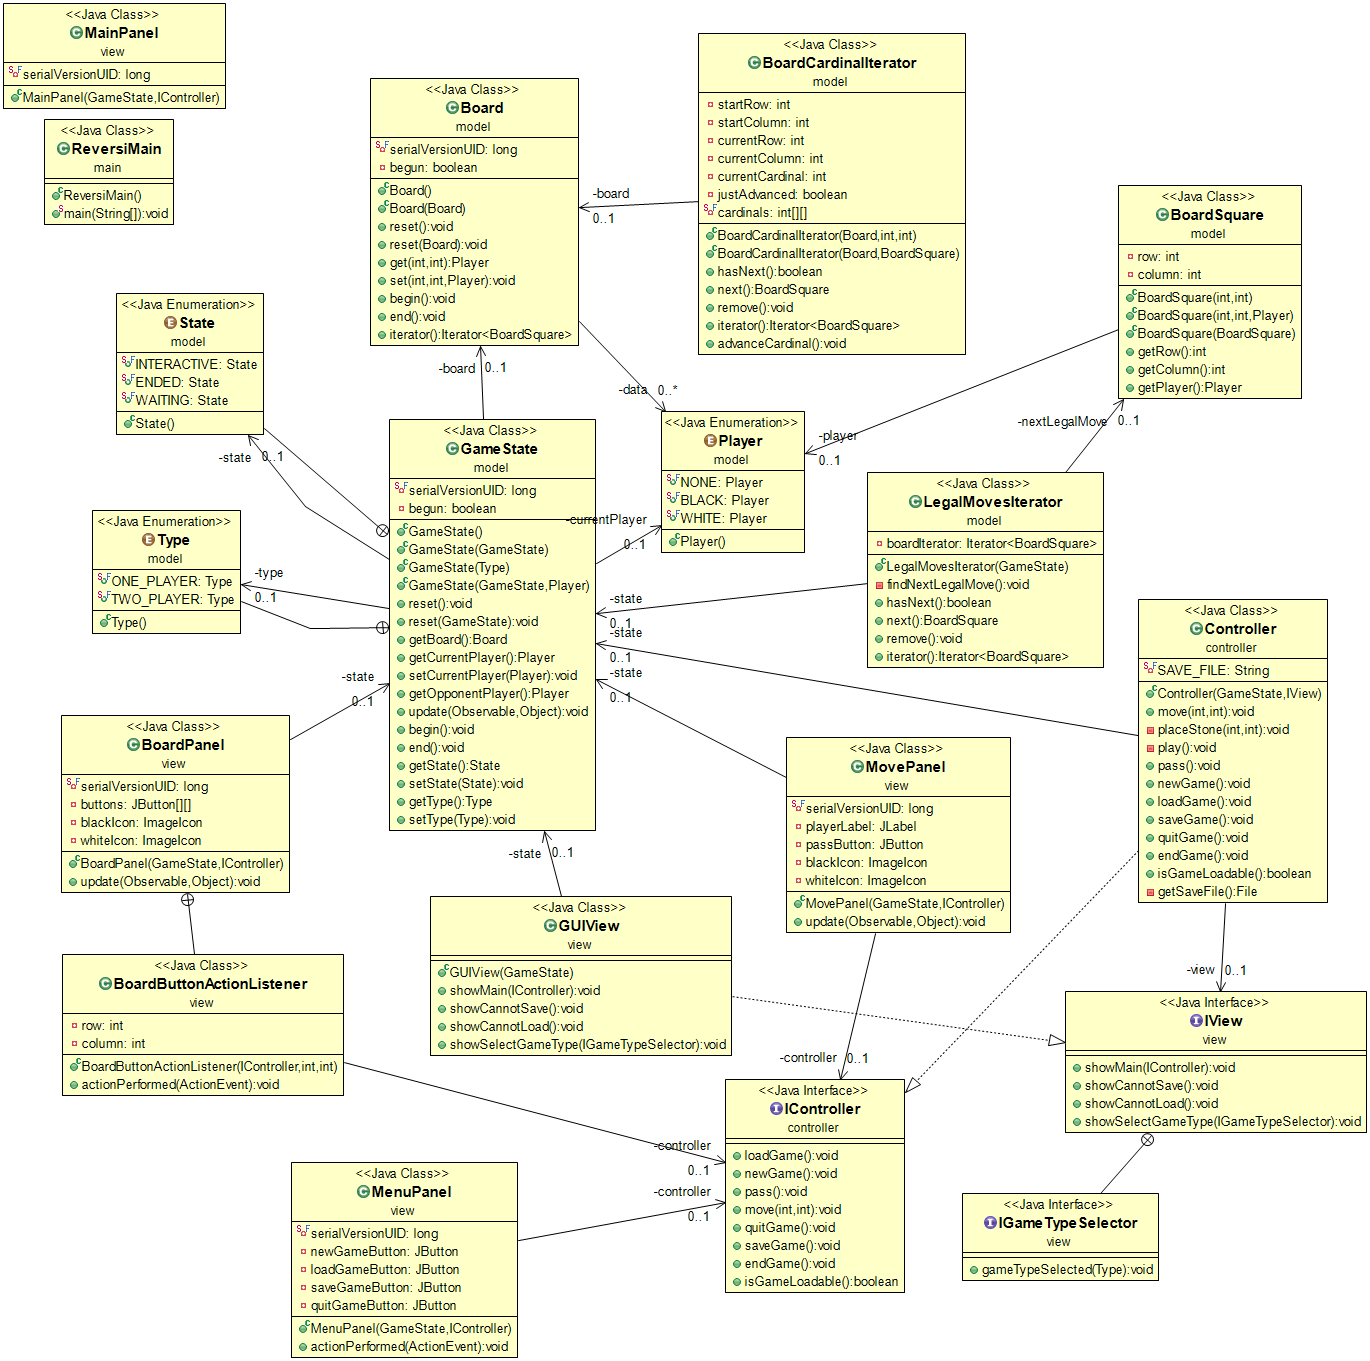 <<Java Class>>
MainPanel
view
serialVersionUID: long
MainPanel(GameState,IController)
<<Java Class>>
ReversiMain
main
ReversiMain()
main(String[]):void
<<Java Class>>
Board
model
serialVersionUID: long
begun: boolean
Board()
Board(Board)
reset():void
reset(Board):void
get(int,int):Player
set(int,int,Player):void
begin():void
end():void
iterator():Iterator<BoardSquare>
<<Java Class>>
BoardCardinalIterator
model
startRow: int
startColumn: int
currentRow: int
currentColumn: int
currentCardinal: int
justAdvanced: boolean
cardinals: int[][]
BoardCardinalIterator(Board,int,int)
BoardCardinalIterator(Board,BoardSquare)
hasNext():boolean
next():BoardSquare
remove():void
iterator():Iterator<BoardSquare>
advanceCardinal():void
-board
0..1
<<Java Class>>
BoardSquare
model
row: int
column: int
BoardSquare(int,int)
BoardSquare(int,int,Player)
BoardSquare(BoardSquare)
getRow():int
getColumn():int
getPlayer():Player
<<Java Enumeration>>
State
model
INTERACTIVE: State
ENDED: State
WAITING: State
State()
-board
0..1
-data
0..*
-state
0..1
<<Java Enumeration>>
Player
model
NONE: Player
BLACK: Player
WHITE: Player
Player()
-player
0..1
-nextLegalMove
0..1
<<Java Class>>
GameState
model
serialVersionUID: long
begun: boolean
GameState()
GameState(GameState)
GameState(Type)
GameState(GameState,Player)
reset():void
reset(GameState):void
getBoard():Board
getCurrentPlayer():Player
setCurrentPlayer(Player):void
getOpponentPlayer():Player
update(Observable,Object):void
begin():void
end():void
getState():State
setState(State):void
getType():Type
setType(Type):void
-currentPlayer
0..1
<<Java Class>>
LegalMovesIterator
model
boardIterator: Iterator<BoardSquare>
LegalMovesIterator(GameState)
findNextLegalMove():void
hasNext():boolean
next():BoardSquare
remove():void
iterator():Iterator<BoardSquare>
<<Java Enumeration>>
Type
model
ONE_PLAYER: Type
TWO_PLAYER: Type
Type()
-type
0..1
-state
0..1
-state
0..1
-state
0..1
<<Java Class>>
Controller
controller
SAVE_FILE: String
Controller(GameState,IView)
move(int,int):void
placeStone(int,int):void
play():void
pass():void
newGame():void
loadGame():void
saveGame():void
quitGame():void
endGame():void
isGameLoadable():boolean
getSaveFile():File
-state
0..1
<<Java Class>>
BoardPanel
view
serialVersionUID: long
buttons: JButton[][]
blackIcon: ImageIcon
whiteIcon: ImageIcon
BoardPanel(GameState,IController)
update(Observable,Object):void
<<Java Class>>
MovePanel
view
serialVersionUID: long
playerLabel: JLabel
passButton: JButton
blackIcon: ImageIcon
whiteIcon: ImageIcon
MovePanel(GameState,IController)
update(Observable,Object):void
-state
0..1
<<Java Class>>
GUIView
view
GUIView(GameState)
showMain(IController):void
showCannotSave():void
showCannotLoad():void
showSelectGameType(IGameTypeSelector):void
<<Java Class>>
BoardButtonActionListener
view
row: int
column: int
BoardButtonActionListener(IController,int,int)
actionPerformed(ActionEvent):void
-view
0..1
<<Java Interface>>
IView
view
showMain(IController):void
showCannotSave():void
showCannotLoad():void
showSelectGameType(IGameTypeSelector):void
-controller
0..1
<<Java Interface>>
IController
controller
loadGame():void
newGame():void
pass():void
move(int,int):void
quitGame():void
saveGame():void
endGame():void
isGameLoadable():boolean
-controller
0..1
-controller
0..1
<<Java Class>>
MenuPanel
view
serialVersionUID: long
newGameButton: JButton
loadGameButton: JButton
saveGameButton: JButton
quitGameButton: JButton
MenuPanel(GameState,IController)
actionPerformed(ActionEvent):void
<<Java Interface>>
IGameTypeSelector
view
gameTypeSelected(Type):void